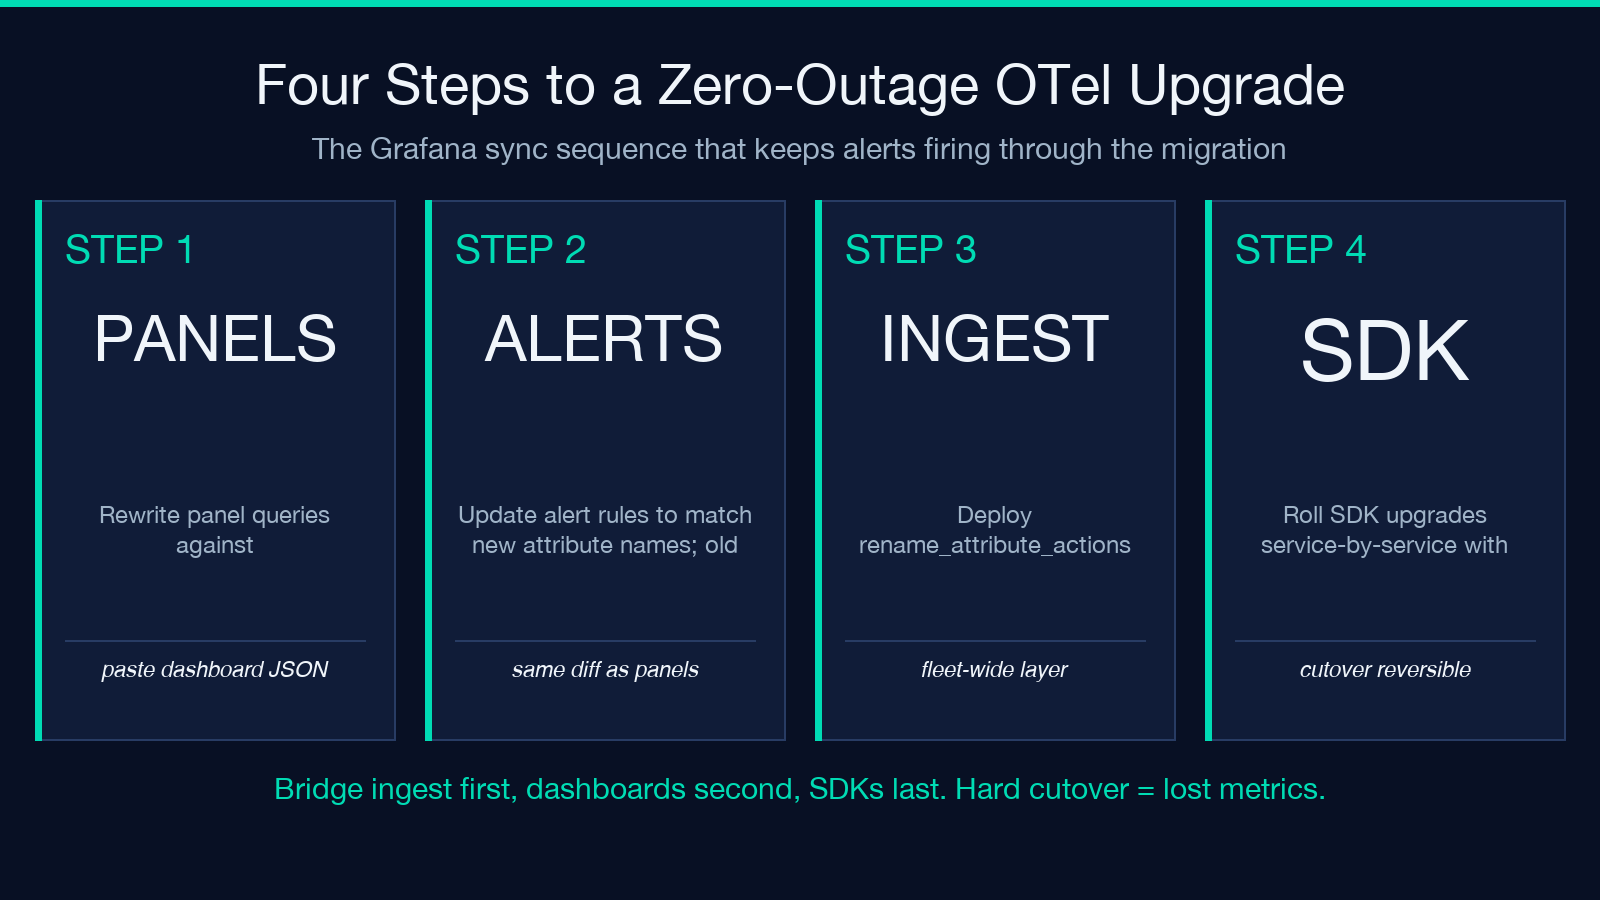 Four Steps to a Zero-Outage OTel Upgrade
The Grafana sync sequence that keeps alerts firing through the migration
STEP 1
PANELS
Rewrite panel queries
against
paste dashboard JSON
STEP 2
ALERTS
Update alert rules to match
new attribute names; old
same diff as panels
STEP 3
INGEST
Deploy
rename_attribute_actions
fleet-wide layer
STEP 4
SDK
Roll SDK upgrades
service-by-service with
cutover reversible
Bridge ingest first, dashboards second, SDKs last. Hard cutover = lost metrics.